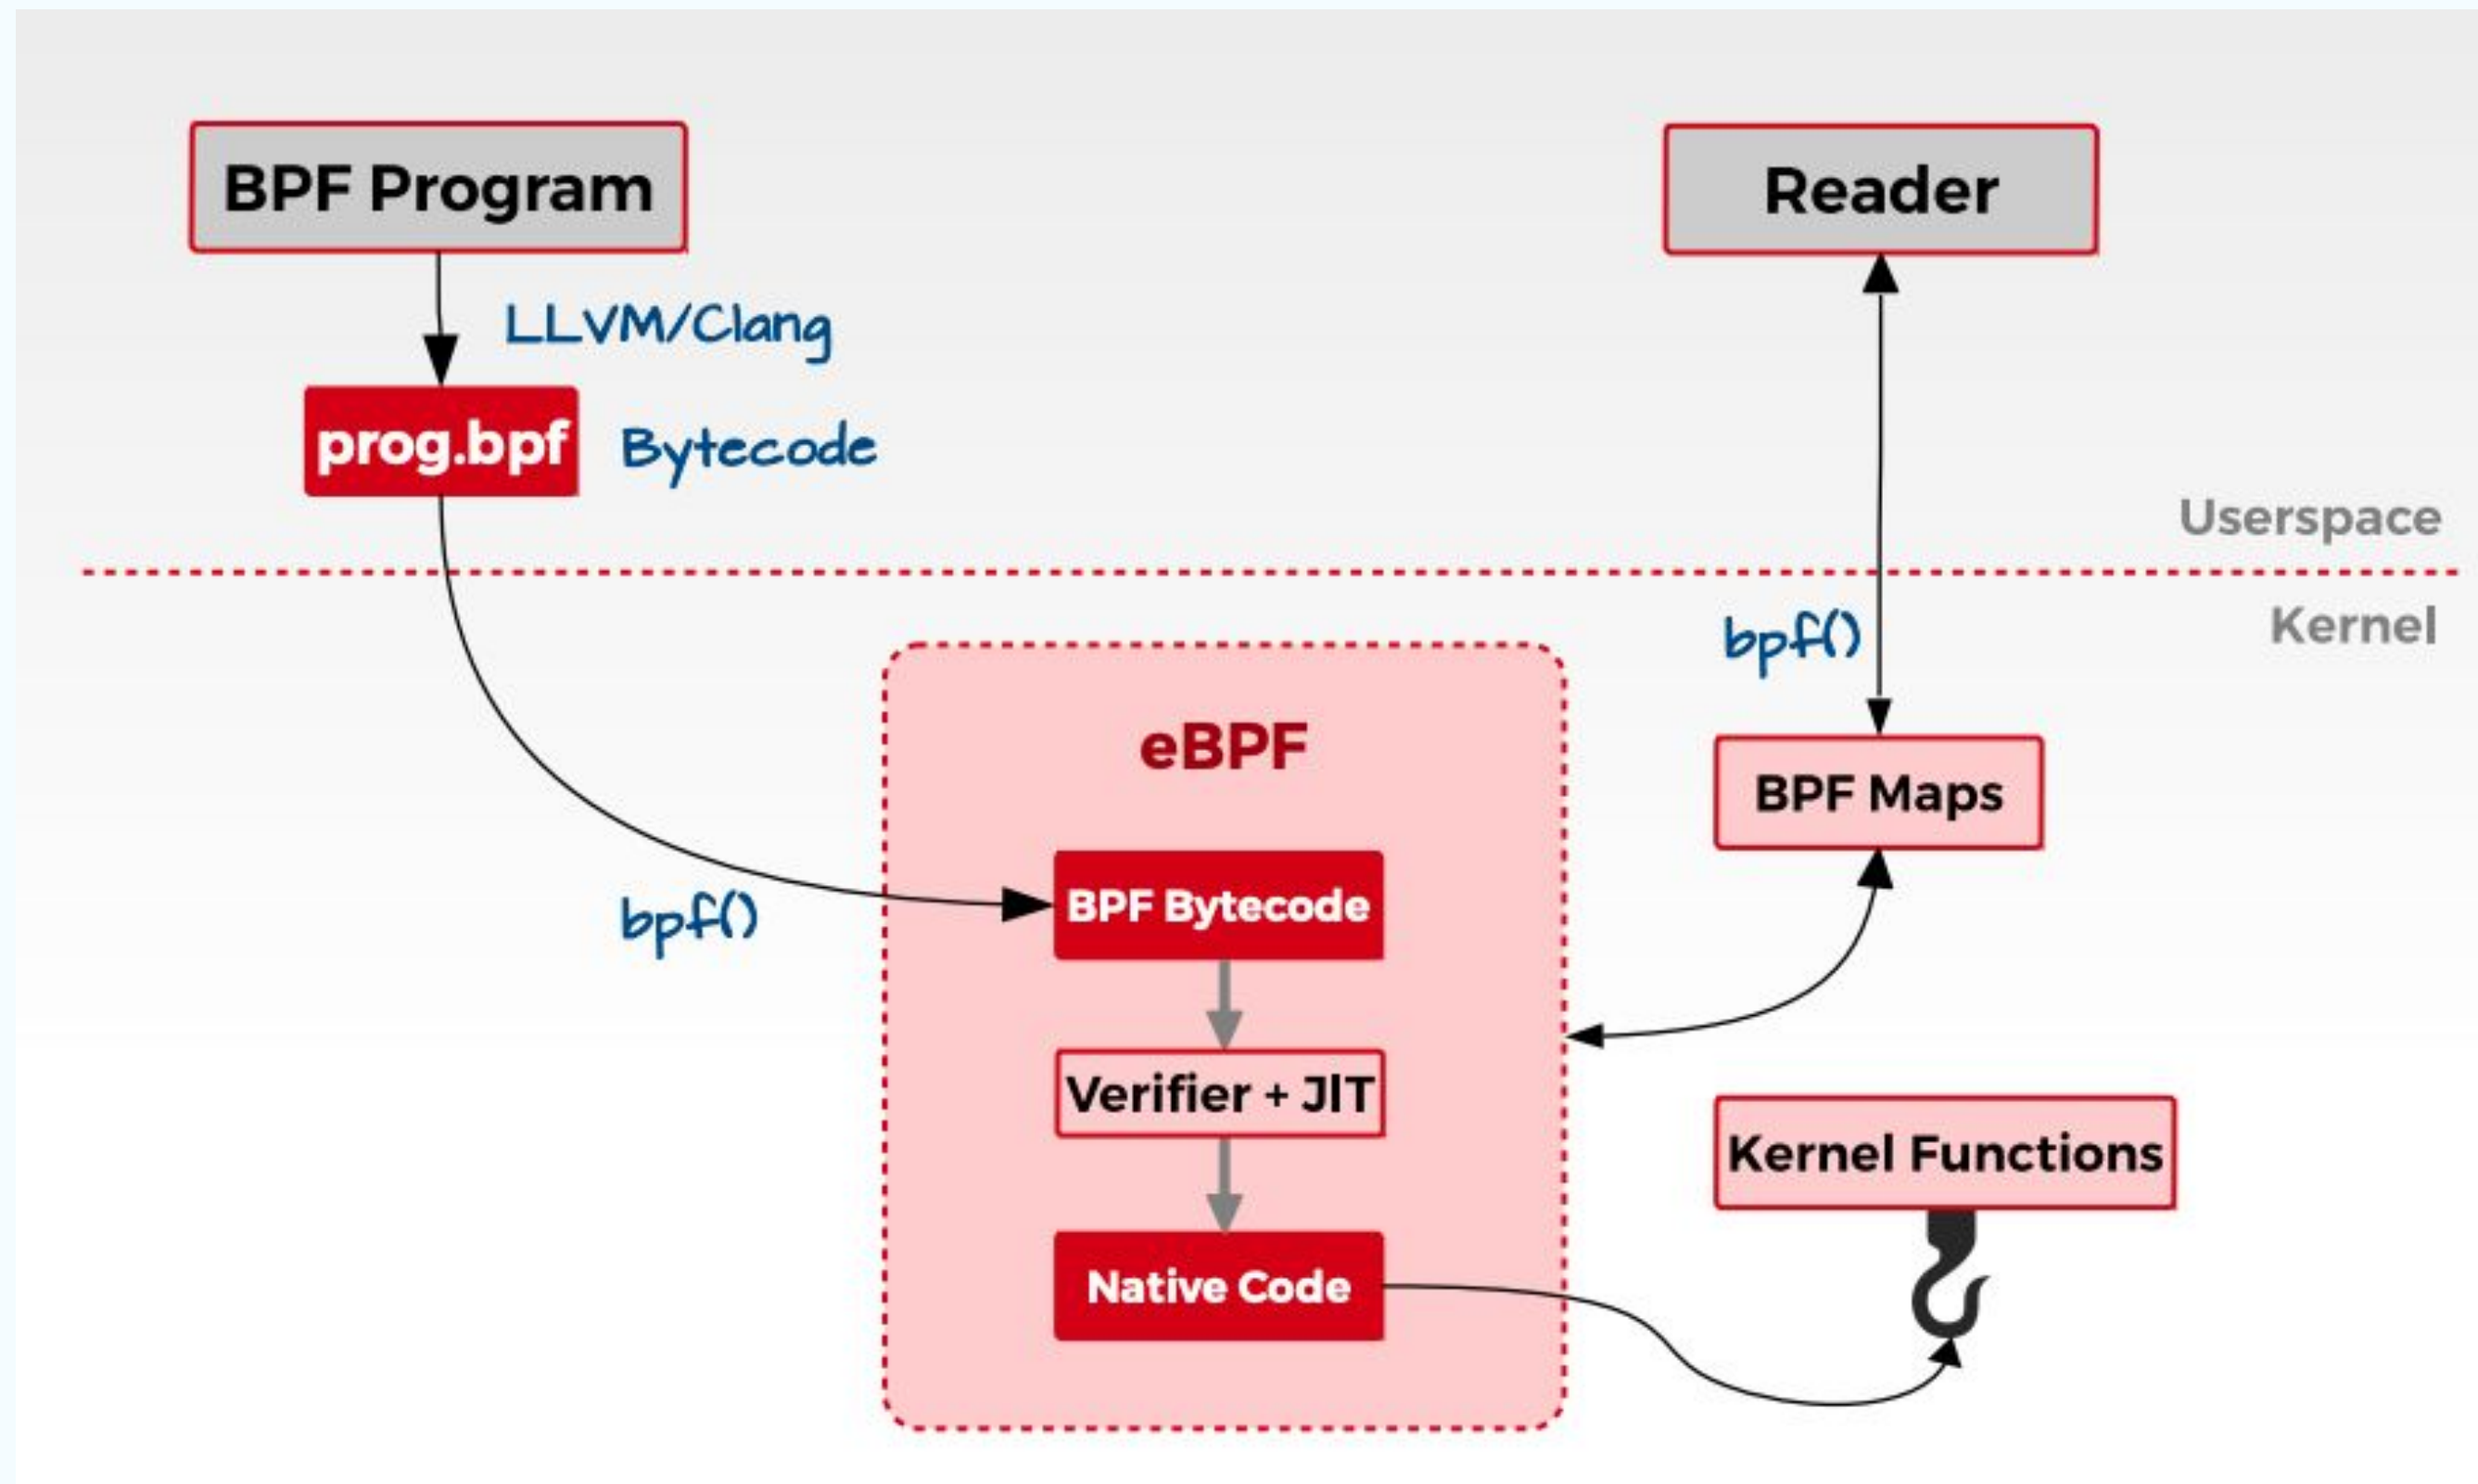 BPF Program
Reader
LLVM/Clang
prog.bpf
Bytecode
Userspace
Kernel
bpf()
eBPF
BPF Maps
BPF Bytecode
bpf()
Verifier + JIT
Kernel Functions
Native Code